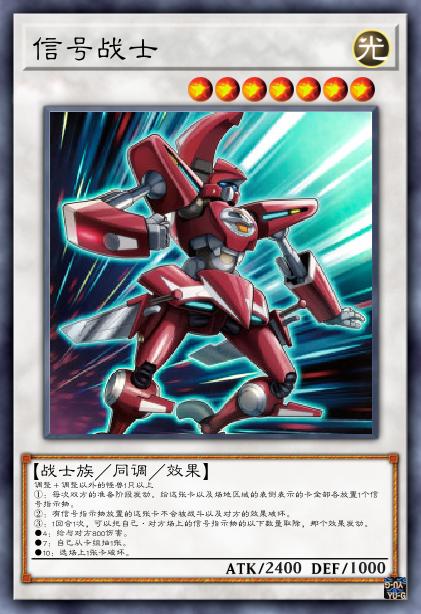 信号战士
光
【战士族／同调／效果】
调整＋调整以外的怪兽1只以上
①：每次双方的准备阶段发动。给这张卡以及场地区域的表侧表示的卡全部各放置1个信
号指示物。
②：有信号指示物放置的这张卡不会被战斗以及对方的效果破坏。
③：1回合1次，可以把自己·对方场上的信号指示物的以下数量取除，那个效果发动。
●4：给与对方800伤害。
●7：自己从卡组抽1张。
●10：选场上1张卡破坏。
ATK/2400 DEF/1000